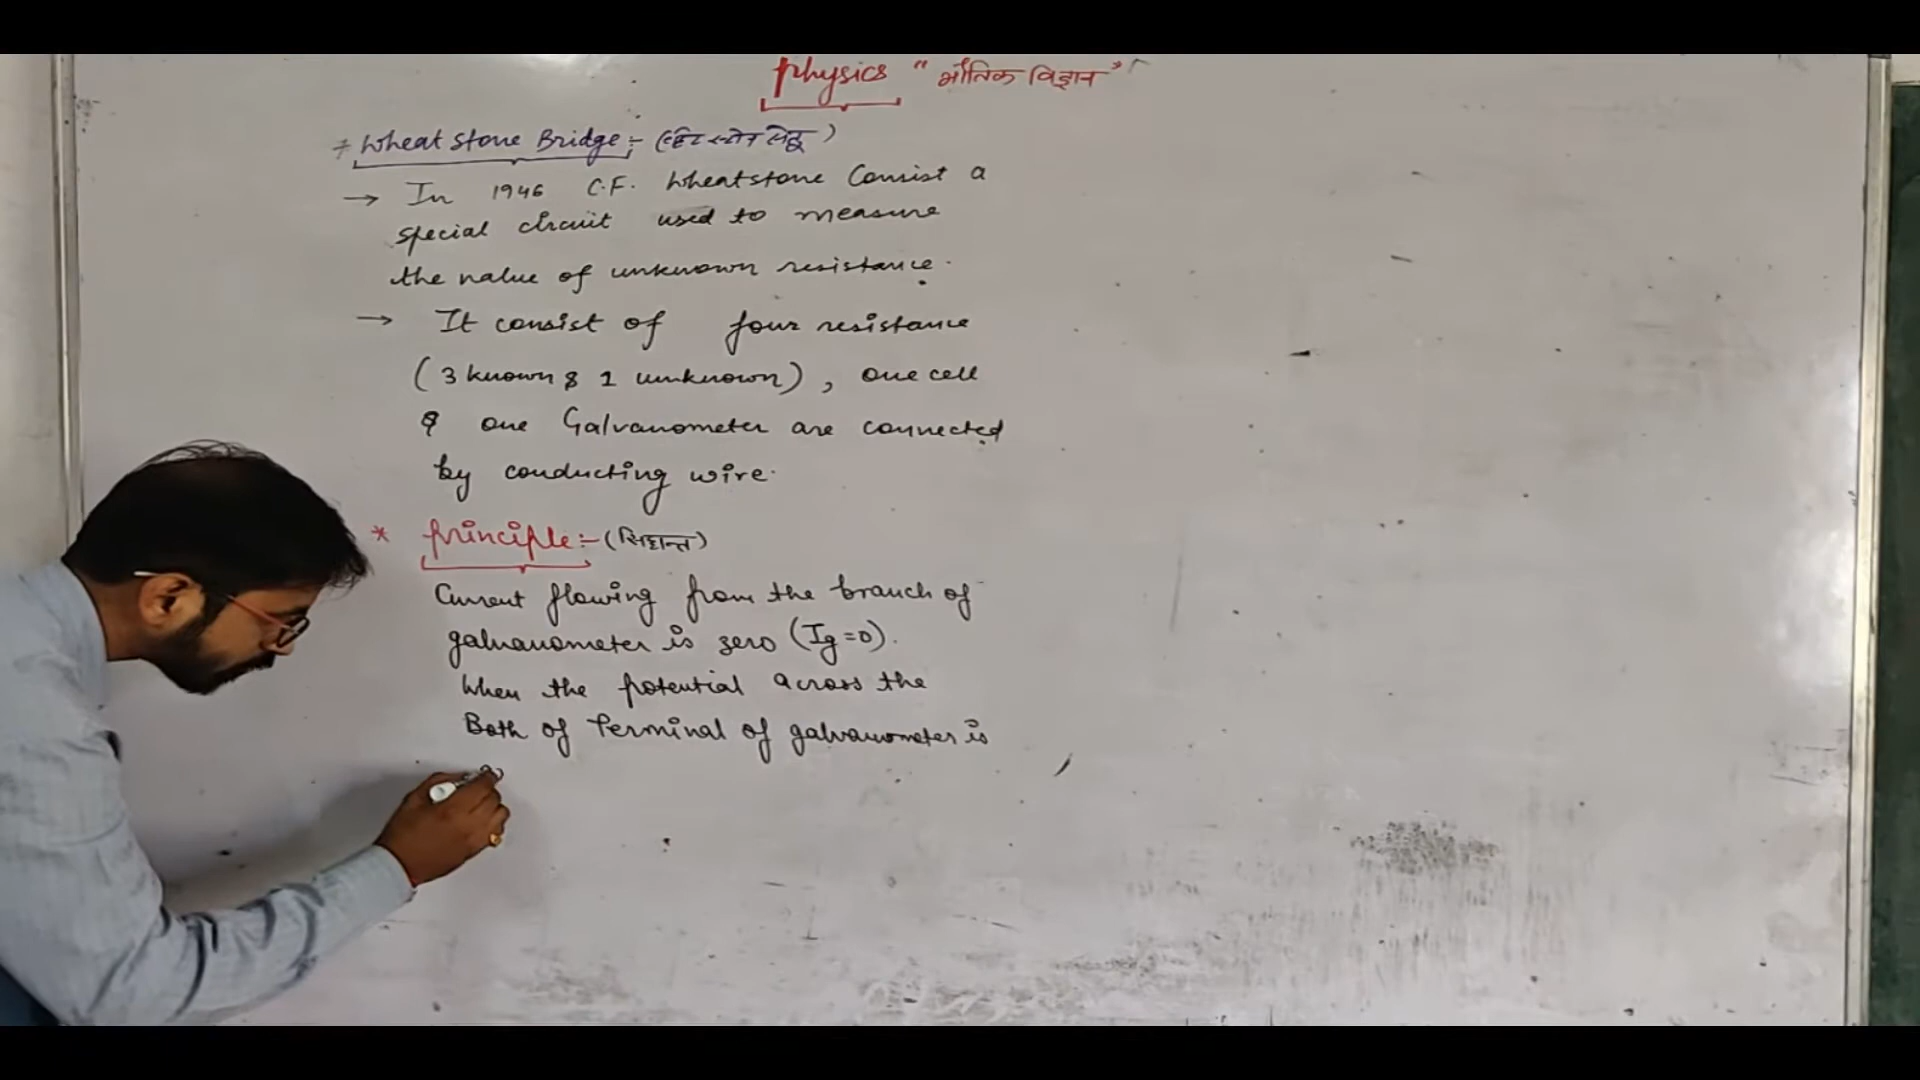 Physics "भौतिक विज्ञान"
* Wheat stone Bridge :- (व्हिट स्टोन सेतू)
→ In 1946 C.F. Wheatstone Consist a
special circuit used to measure
the value of unknown resistance.
→ It consist of four resistance
(3 known & 1 unknown), one cell
& one Galvanometer are connected
by conducting wire.
* Principle :- (सिद्दान्त)
Current flowing from the branch of
galvanometer is zero (Ig = 0).
When the potential across the
Both of Terminal of galvanometer is